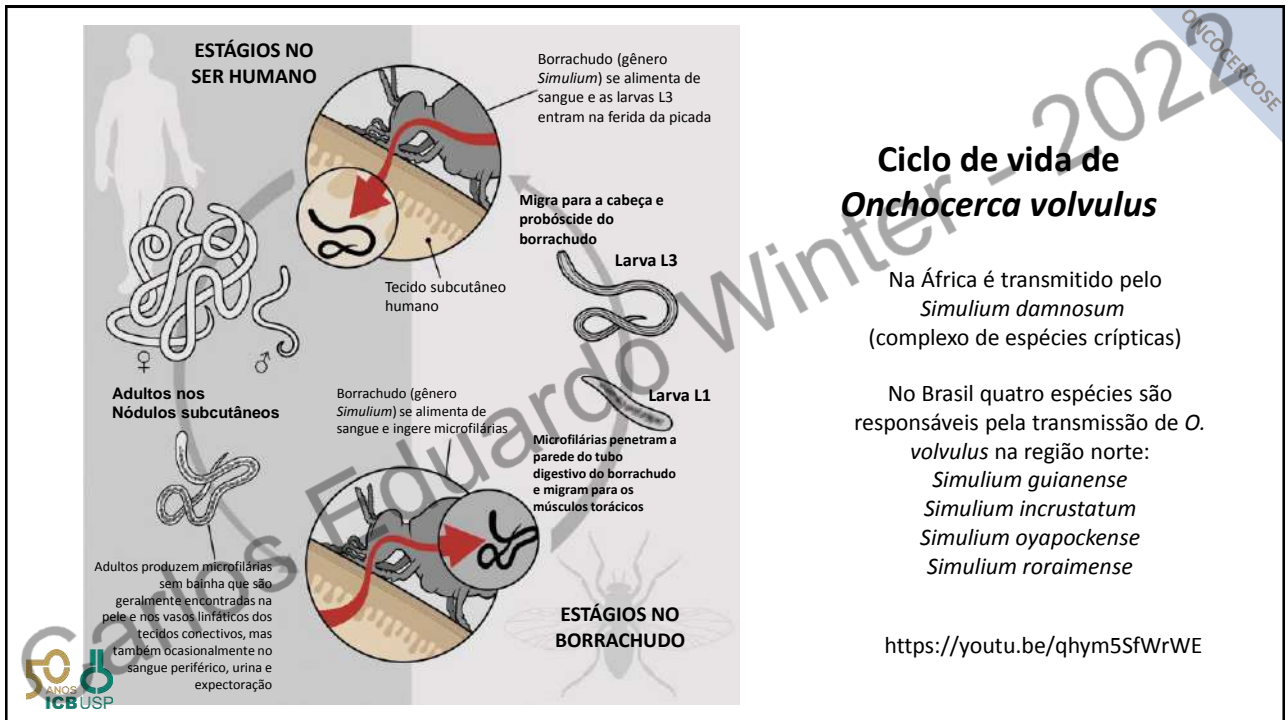 ONCOCERCOSE
ESTÁGIOS NO
SER HUMANO
Borrachudo (gênero
Simulium) se alimenta de
sangue e as larvas L3
entram na ferida da picada
Migra para a cabeça e
probóscide do
borrachudo
Larva L3
Tecido subcutâneo
humano
Larva L1
♀
♂
Adultos nos
Nódulos subcutâneos
Borrachudo (gênero
Simulium) se alimenta de
sangue e ingere microfilárias
Microfilárias penetram a
parede do tubo
digestivo do borrachudo
e migram para os
músculos torácicos
Adultos produzem microfilárias
sem bainha que são
geralmente encontradas na
pele e nos vasos linfáticos dos
tecidos conectivos, mas
também ocasionalmente no
sangue periférico, urina e
expectoração
ESTÁGIOS NO
BORRACHUDO
Ciclo de vida de
Onchocerca volvulus
Na África é transmitido pelo
Simulium damnosum
(complexo de espécies crípticas)
No Brasil quatro espécies são
responsáveis pela transmissão de O.
volvulus na região norte:
Simulium guianense
Simulium incrustatum
Simulium oyapockense
Simulium roraimense
https://youtu.be/qhym5SfWrWE
50
ANOS
ICBUSP
Carlos Eduardo Winter - 2022